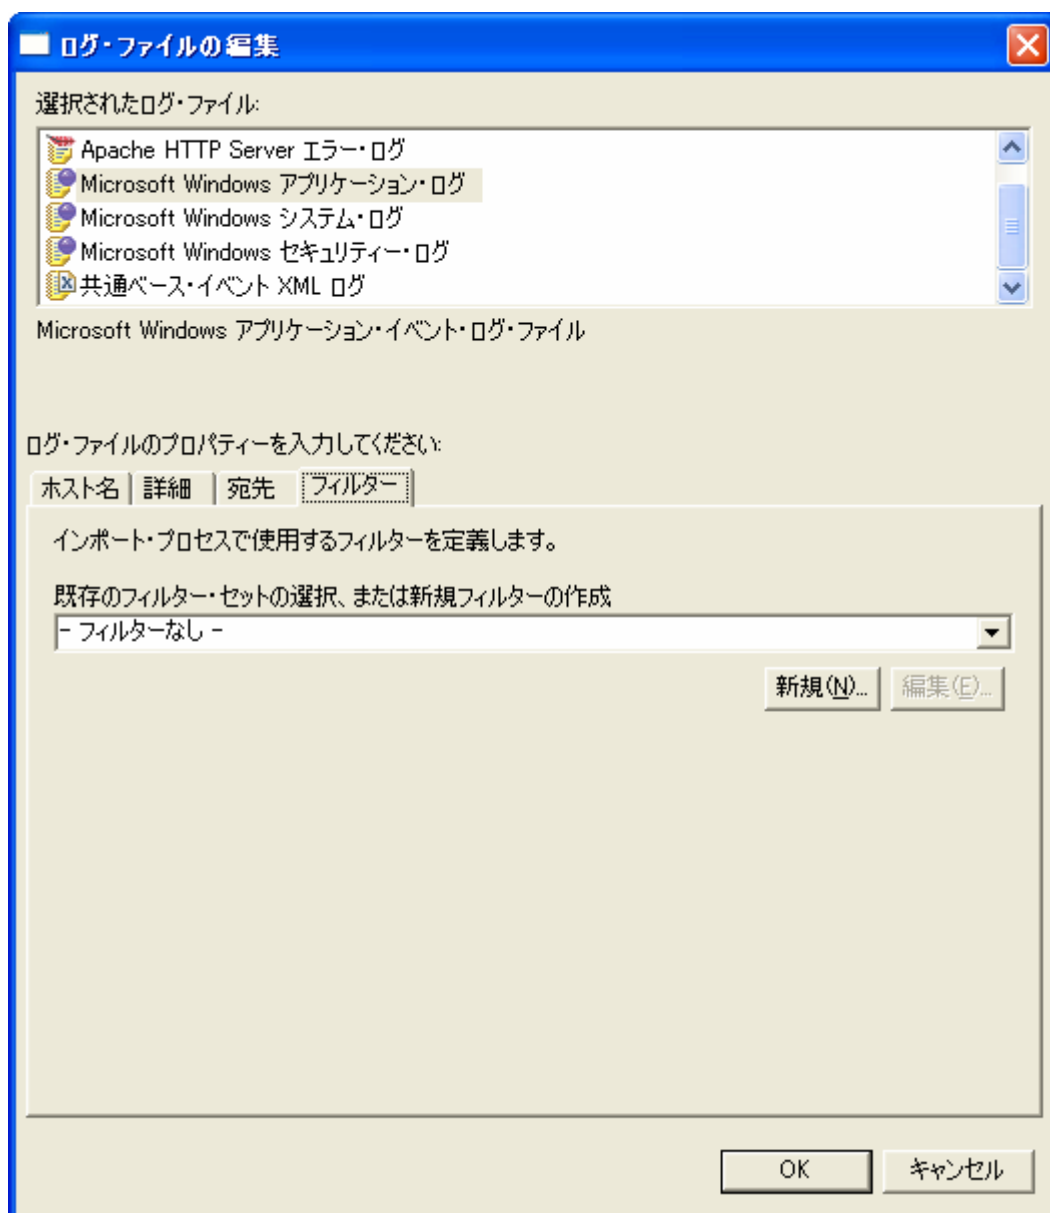 ログ・ファイルの編集
選択されたログ・ファイル:
Apache HTTP Server エラー・ログ
Microsoft Windows アプリケーション・ログ
Microsoft Windows システム・ログ
Microsoft Windows セキュリティー・ログ
共通ベース・イベント XML ログ
Microsoft Windows アプリケーション・イベント・ログ・ファイル
ログ・ファイルのプロパティーを入力してください:
ホスト名 詳細 宛先 フィルター
インポート・プロセスで使用するフィルターを定義します。
既存のフィルター・セットの選択、または新規フィルターの作成
- フィルターなし -
新規(N)... 編集(E)...
OK キャンセル